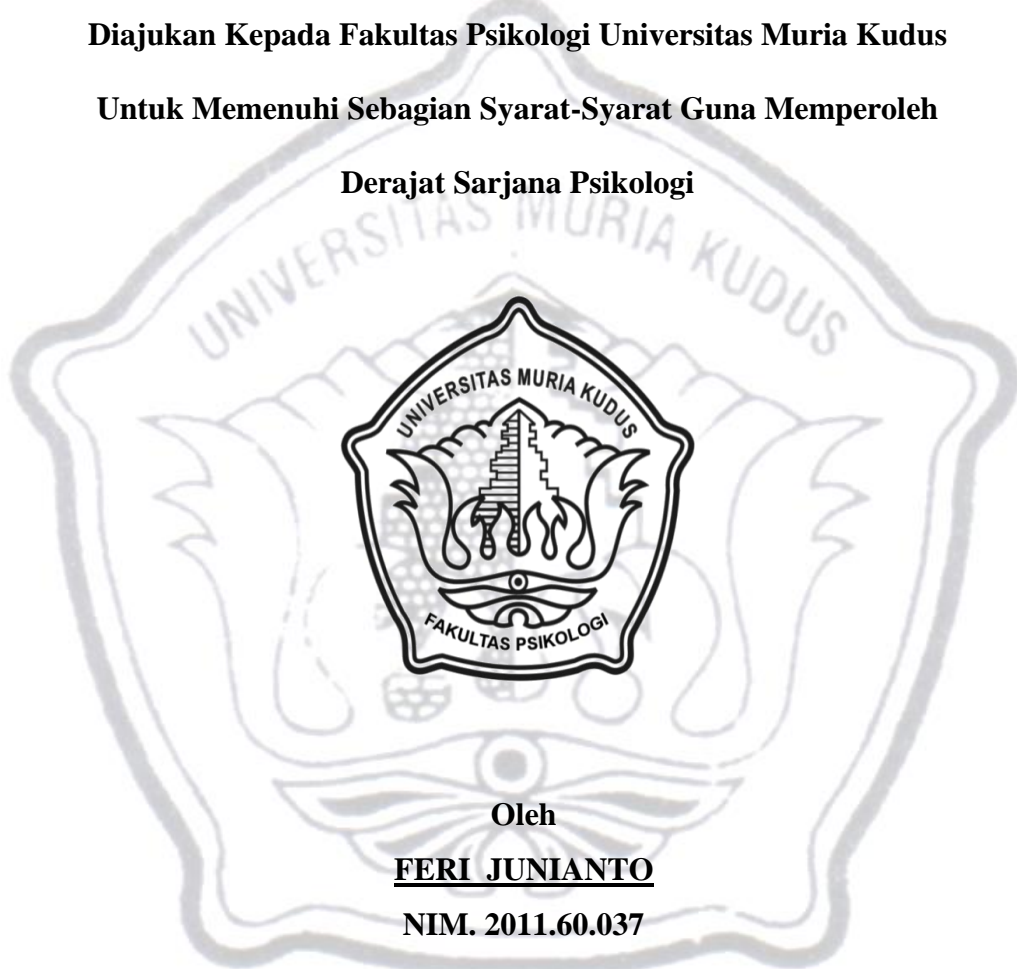 Diajukan Kepada Fakultas Psikologi Universitas Muria Kudus
Untuk Memenuhi Sebagian Syarat-Syarat Guna Memperoleh
Derajat Sarjana Psikologi
UNIVERSITAS MURIA KUDUS
UNIVERSITAS MURIA KUDUS
FAKULTAS PSIKOLOGI
Oleh
FERI JUNIANTO
NIM. 2011.60.037